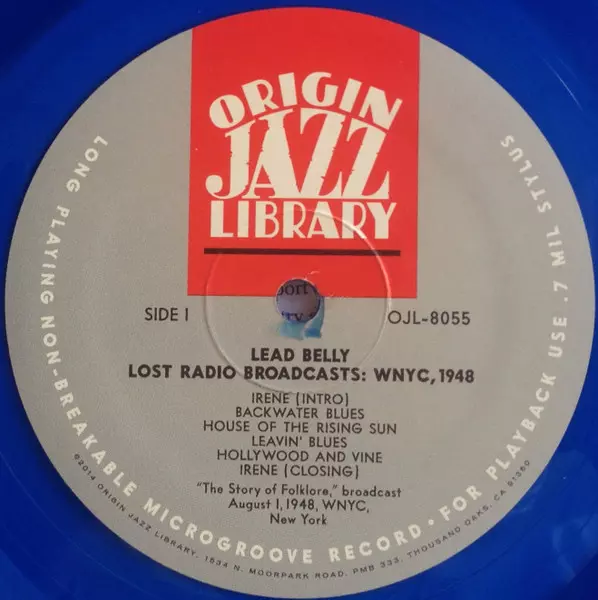 ORIGIN
JAZZ
LIBRARY
SIDE I
OJL-8055
LEAD BELLY
LOST RADIO BROADCASTS: WNYC, 1948
IRENE (INTRO)
BACKWATER BLUES
HOUSE OF THE RISING SUN
LEAVIN' BLUES
HOLLYWOOD AND VINE
IRENE (CLOSING)
"The Story of Folklore," broadcast
August 1, 1948, WNYC,
New York
LONG PLAYING NON-BREAKABLE MICROGROOVE RECORD • FOR PLAYBACK USE .7 MIL STYLUS
©2014 ORIGIN JAZZ LIBRARY, 1534 N. MOORPARK ROAD, PMB 333, THOUSAND OAKS, CA 91360